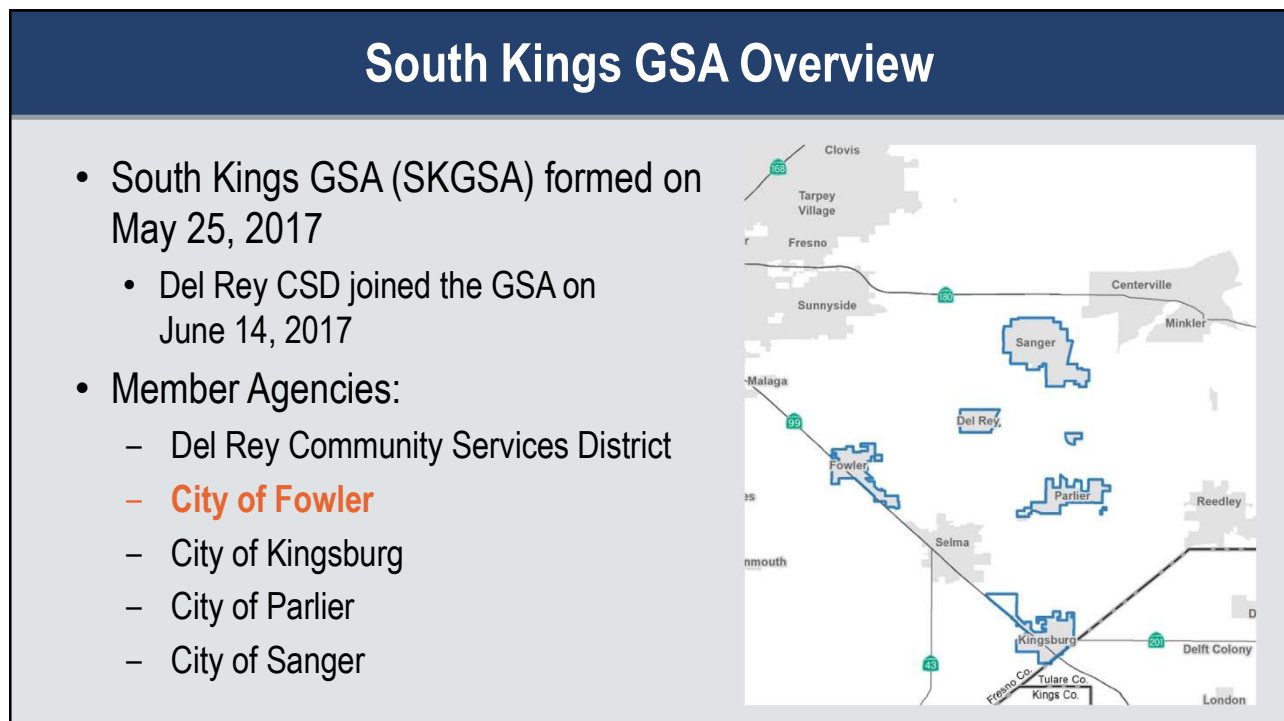 South Kings GSA Overview
• South Kings GSA (SKGSA) formed on
May 25, 2017
• Del Rey CSD joined the GSA on
June 14, 2017
• Member Agencies:
– Del Rey Community Services District
– City of Fowler
– City of Kingsburg
– City of Parlier
– City of Sanger
Clovis
168
Tarpey
Village
r
Fresno
Sunnyside
180
Centerville
Minkler
Sanger
Malaga
99
Del Rey
Fowler
es
Parlier
Reedley
Selma
nmouth
D
Kingsburg
201
Delft Colony
43
Fresno Co.
Tulare Co.
Kings Co.
London